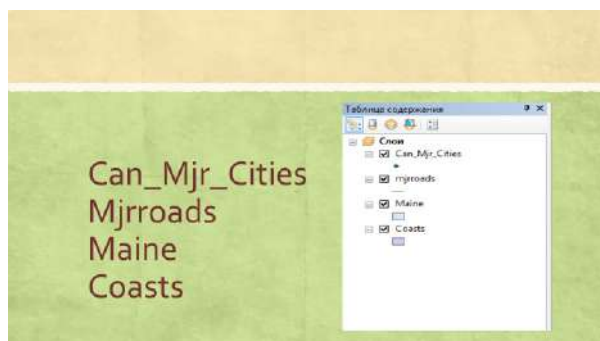 Can_Mjr_Cities
Mjrroads
Maine
Coasts
Таблица содержания
Слои
Can_Mjr_Cities
mjrroads
Maine
Coasts